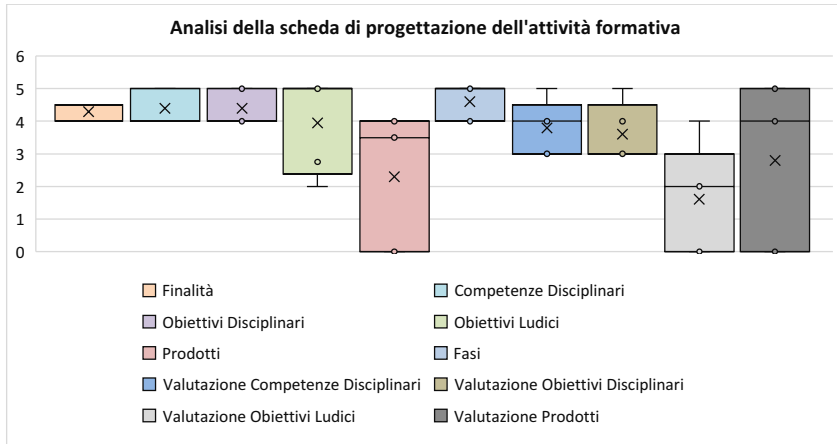 Analisi della scheda di progettazione dell'attività formativa
6
5
4
3
2
1
0
Finalità
Competenze Disciplinari
Obiettivi Disciplinari
Obiettivi Ludici
Prodotti
Fasi
Valutazione Competenze Disciplinari
Valutazione Obiettivi Disciplinari
Valutazione Obiettivi Ludici
Valutazione Prodotti